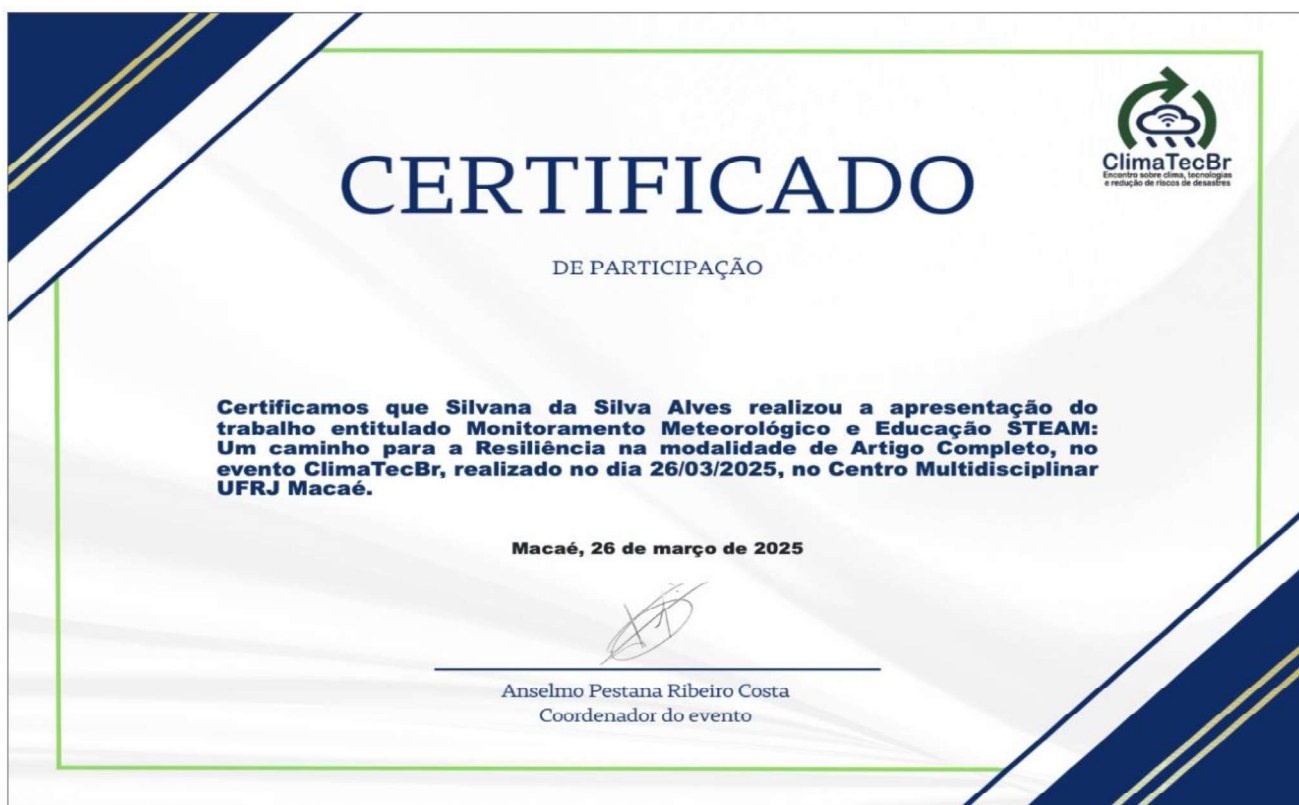 ClimaTecBr
Encontro sobre clima, tecnologias
e redução de riscos de desastres
CERTIFICADO
DE PARTICIPAÇÃO
Certificamos que Silvana da Silva Alves realizou a apresentação do
trabalho entitulado Monitoramento Meteorológico e Educação STEAM:
Um caminho para a Resiliência na modalidade de Artigo Completo, no
evento ClimaTecBr, realizado no dia 26/03/2025, no Centro Multidisciplinar
UFRJ Macaé.
Macaé, 26 de março de 2025
Anselmo Pestana Ribeiro Costa
Coordenador do evento